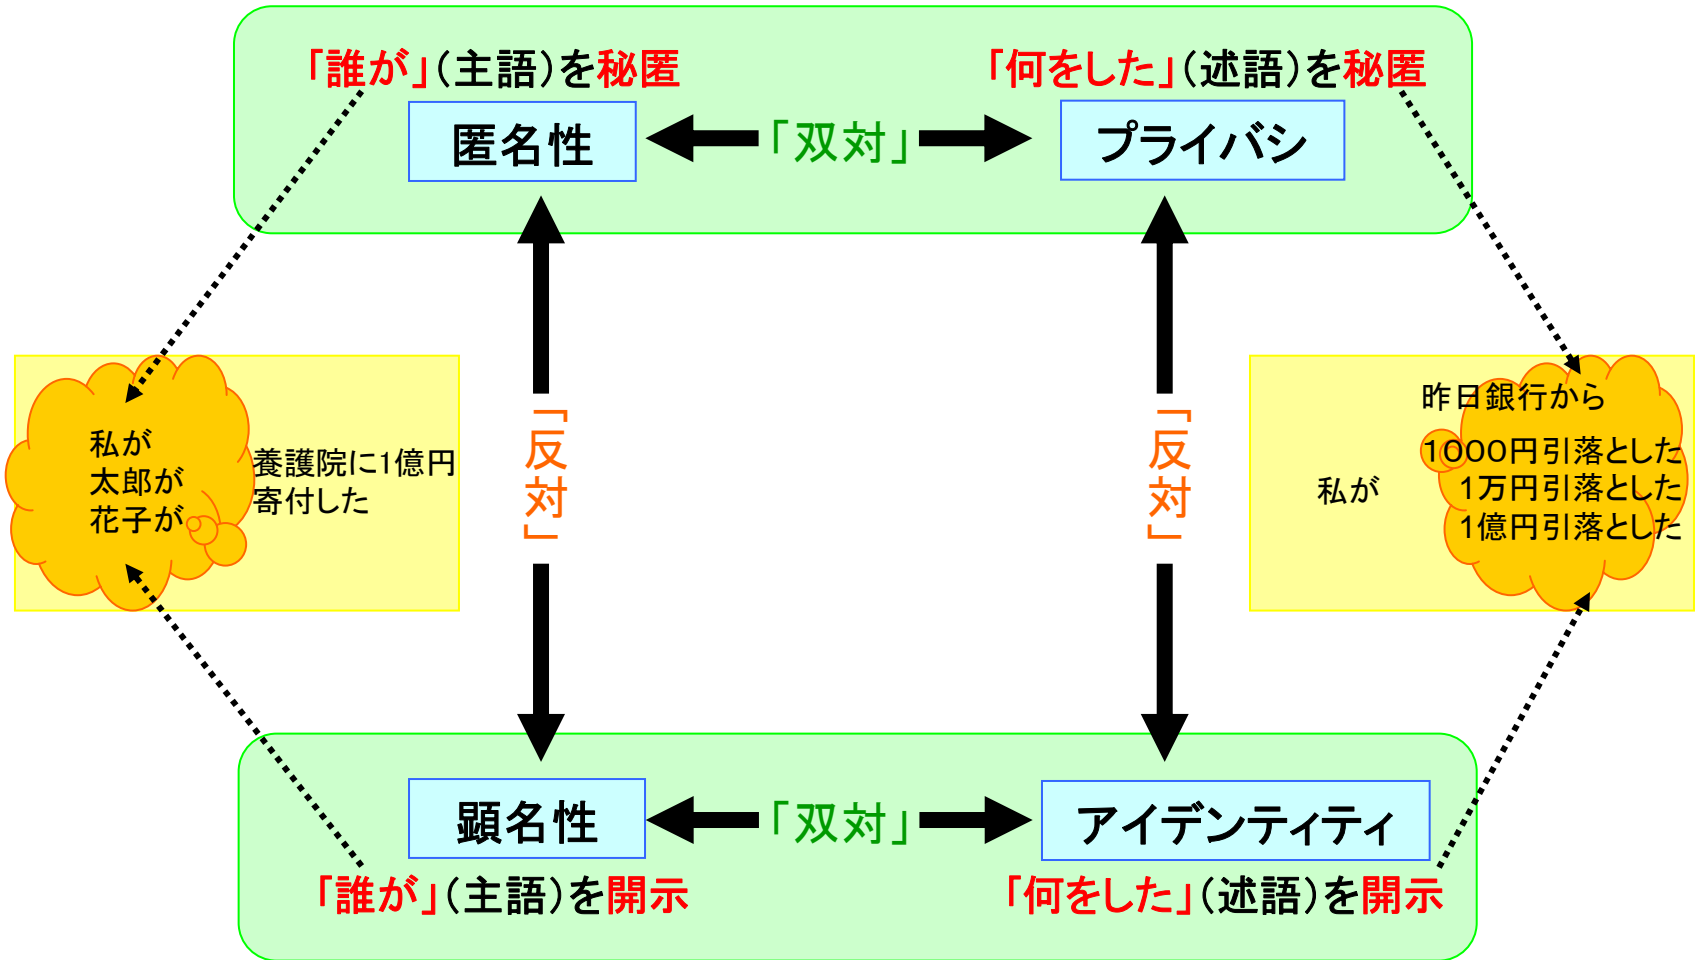 「誰が」(主語)を秘匿
「何をした」(述語)を秘匿
匿名性
「双対」
プライバシ
「反対」
「反対」
私が
太郎が
花子が
養護院に1億円
寄付した
私が
昨日銀行から
1000円引落とした
1万円引落とした
1億円引落とした
顕名性
「双対」
アイデンティティ
「誰が」(主語)を開示
「何をした」(述語)を開示